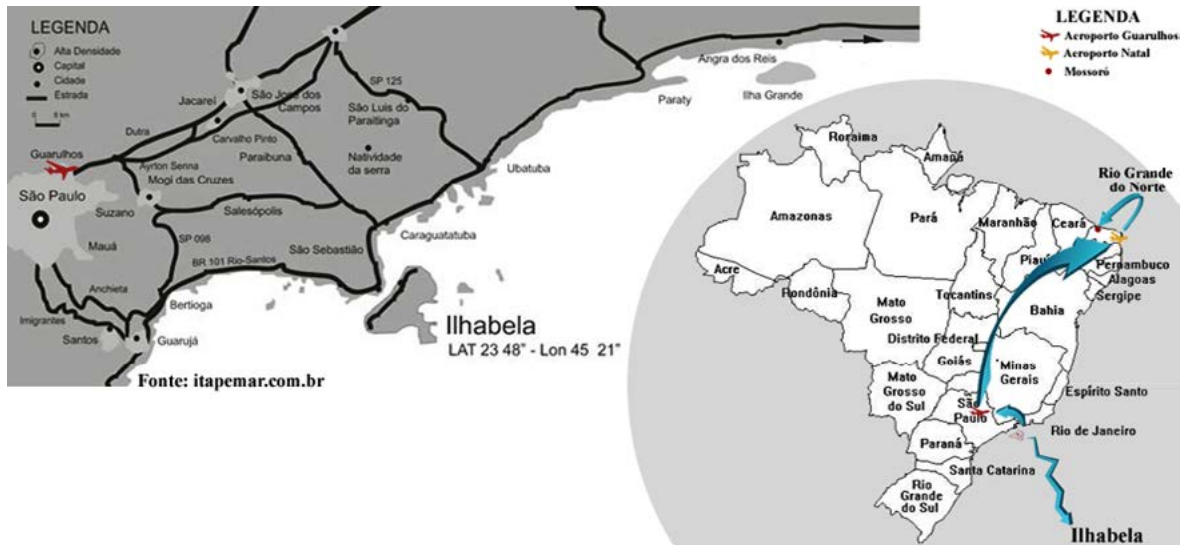 LEGENDA
Alta Densidade
Capital
Cidade
Estrada
0 8 km
Guarulhos
São Paulo
Dutra
Jacareí
São José dos
Campos
Carvalho Pinto
Ayrton Senna
Mogi das Cruzes
Paraibuna
SP 125
São Luis do
Paraitinga
Natividade
da serra
Suzano
Salesópolis
Mauá
SP 098
BR 101 Rio-Santos
São Sebastião
Caraguatatuba
Ubatuba
Paraty
Angra dos Reis
Ilha Grande
Anchieta
Imigrantes
Bertioga
Santos
Guarujá
Ilhabela
LAT 23 48" - Lon 45 21"
Fonte: itapemar.com.br
LEGENDA
Aeroporto Guarulhos
Aeroporto Natal
Mossoró
Roraima
Amaná
Rio Grande
do Norte
Amazonas
Pará
Maranhão
Ceará
Piauí
Pernambuco
Alagoas
Sergipe
Acre
Rondônia
Tocantins
Bahia
Mato
Grosso
Distrito Federal
Goiás
Minas
Gerais
Mato
Grosso
do Sul
Espírito Santo
São
Paulo
Rio de Janeiro
Paraná
Santa Catarina
Rio
Grande
do Sul
Ilhabela